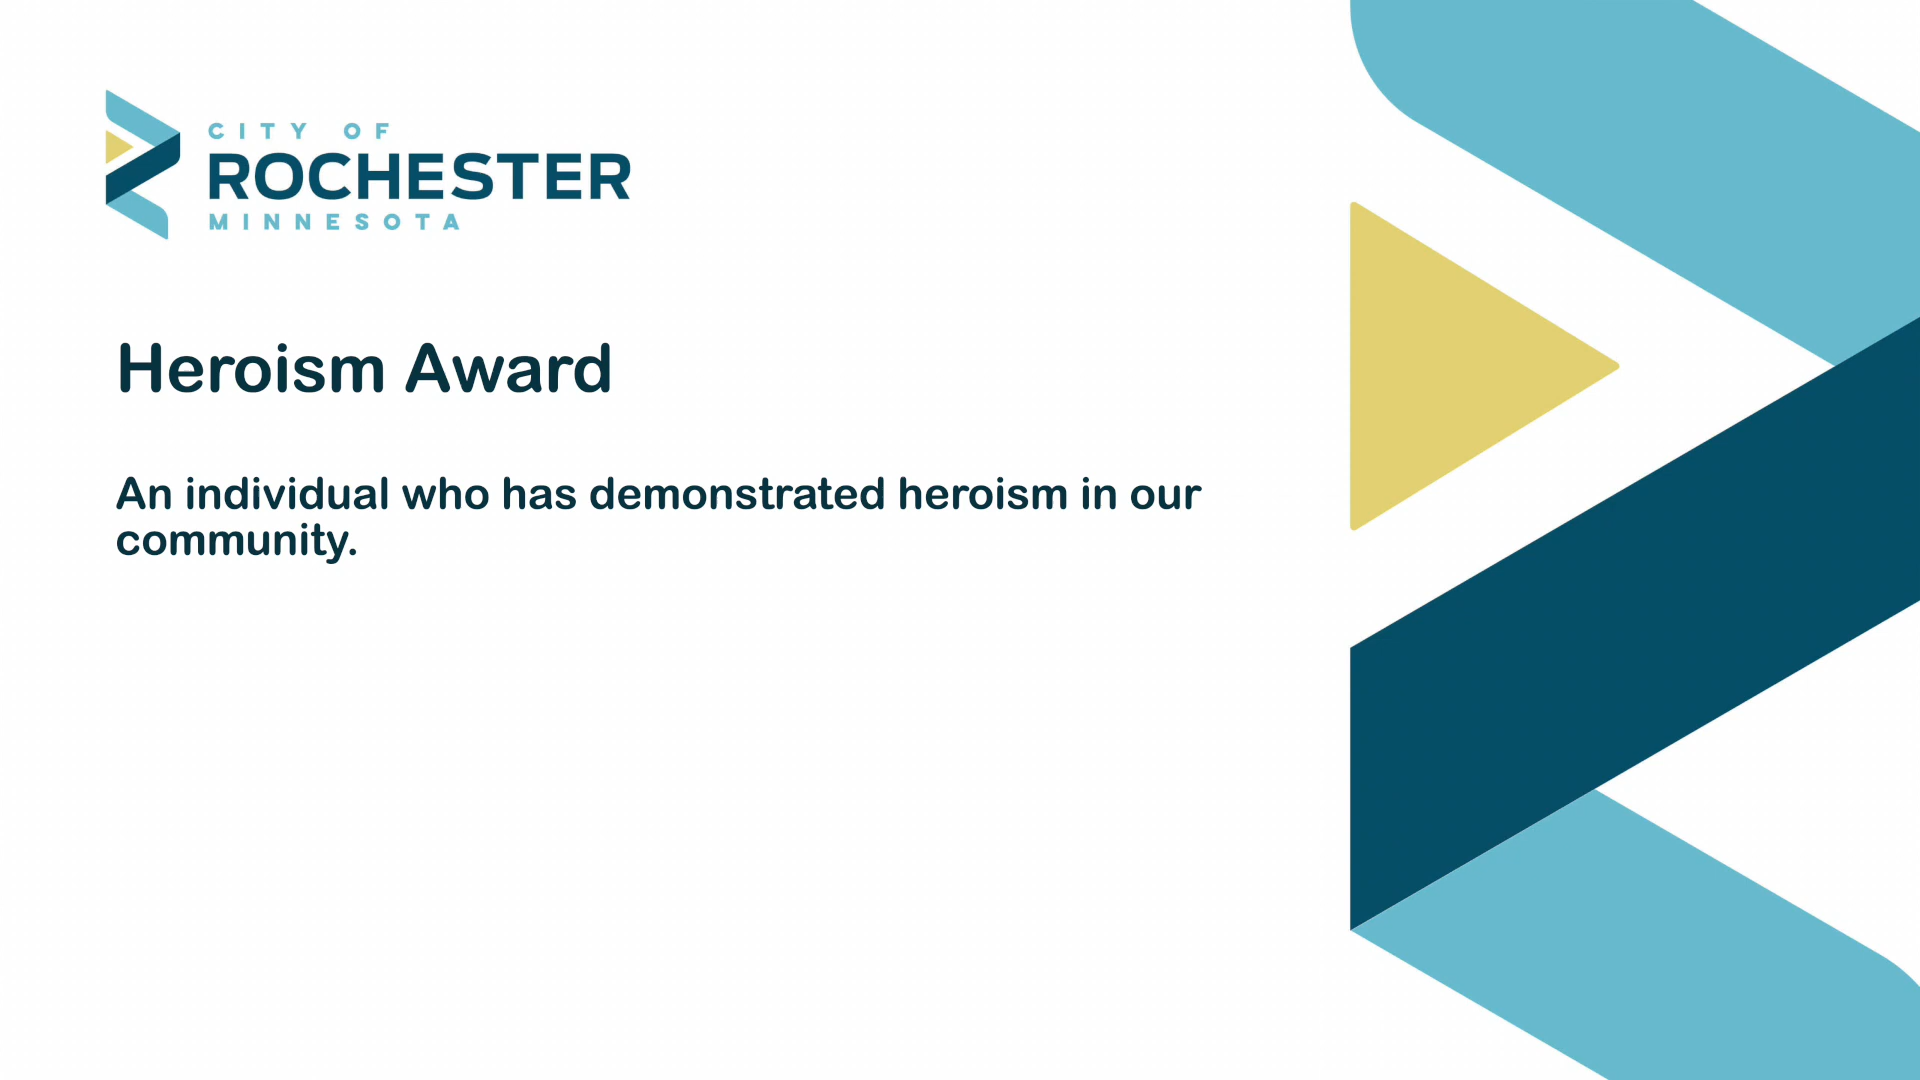 CITY OF
ROCHESTER
MINNESOTA
Heroism Award
An individual who has demonstrated heroism in our
community.